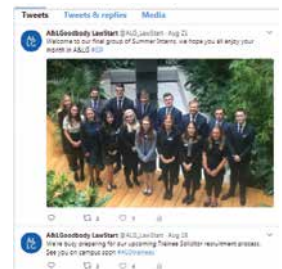 Tweets Tweets & replies Media
A&LGoodbody LawStart @ALG_LawStart · Aug 21
Welcome to our final group of Summer Interns, we hope you all enjoy your
month in A&LG
A&LGoodbody LawStart @ALG_LawStart · Aug
We're busy preparing for our upcoming Trainee Solicitor recruitment process.
See you on campus soon